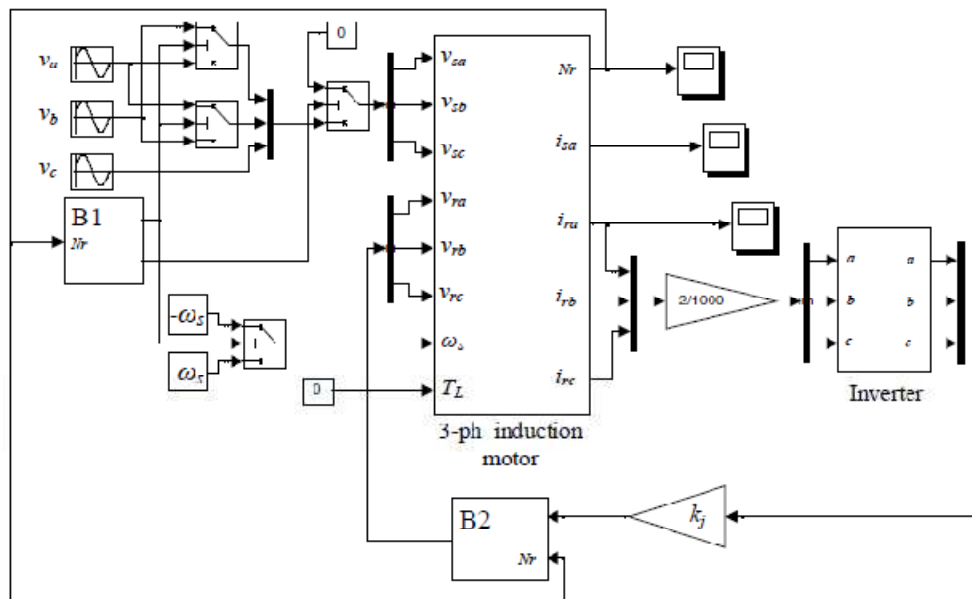 0
v_a
v_b
v_c
B1
Nr
-ω_s
ω_s
0
v_sa
v_sb
v_sc
v_ra
v_rb
v_rc
ω_s
T_L
Nr
i_sa
i_ra
i_rb
i_rc
3-ph induction
motor
2/1000
a
b
c
a
b
c
Inverter
B2
Nr
k_j